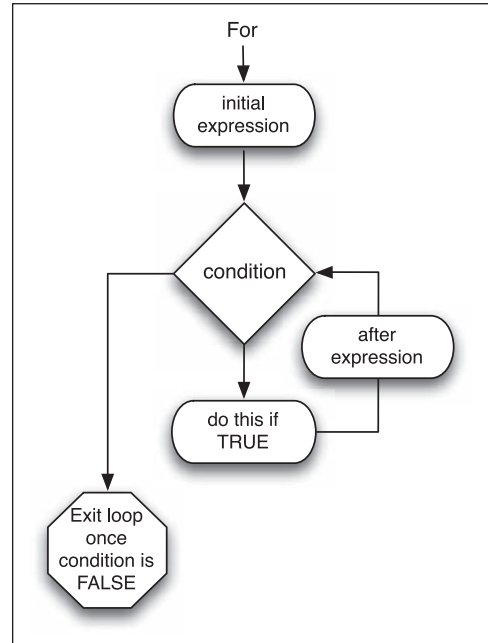 For
initial
expression
condition
after
expression
do this if
TRUE
Exit loop
once
condition is
FALSE